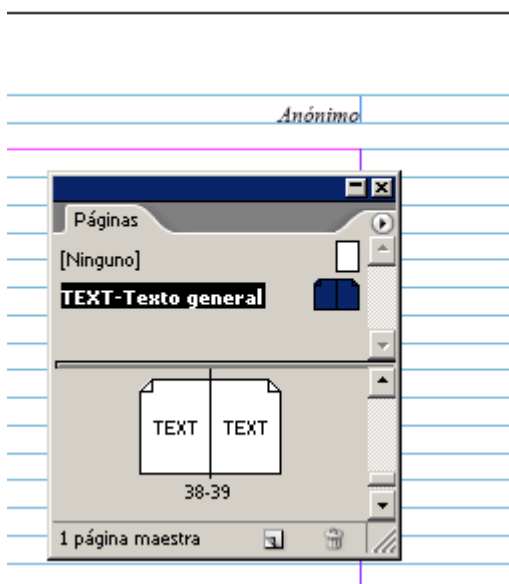 Anónimo
Páginas
[Ninguno]
TEXT-Texto general
TEXT TEXT
38-39
1 página maestra